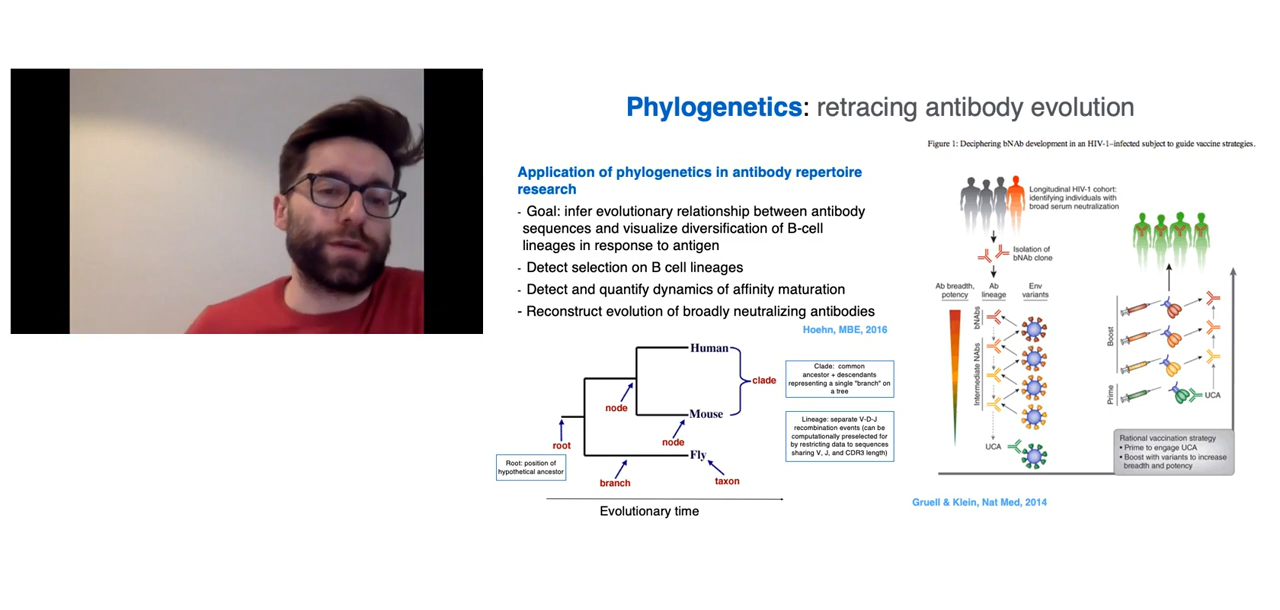 Phylogenetics: retracing antibody evolution
Figure 1: Deciphering bNAb development in an HIV-1–infected subject to guide vaccine strategies.
Application of phylogenetics in antibody repertoire
research
- Goal: infer evolutionary relationship between antibody
sequences and visualize diversification of B-cell
lineages in response to antigen
- Detect selection on B cell lineages
- Detect and quantify dynamics of affinity maturation
- Reconstruct evolution of broadly neutralizing antibodies
Hoehn, MBE, 2016
Human
clade
node
Mouse
node
root
Fly
branch
taxon
Root: position of
hypothetical ancestor
Clade: common
ancestor + descendants
representing a single "branch" on
a tree
Lineage: separate V-D-J
recombination events (can be
computationally preselected for
by restricting data to sequences
sharing V, J, and CDR3 length)
Evolutionary time
Longitudinal HIV-1 cohort:
identifying individuals with
broad serum neutralization
Isolation of
bNAb clone
Ab breadth,
potency
Ab
lineage
Env
variants
bNAbs
Intermediate NAbs
UCA
Boost
Prime
UCA
Rational vaccination strategy
• Prime to engage UCA
• Boost with variants to increase
breadth and potency
Gruell & Klein, Nat Med, 2014